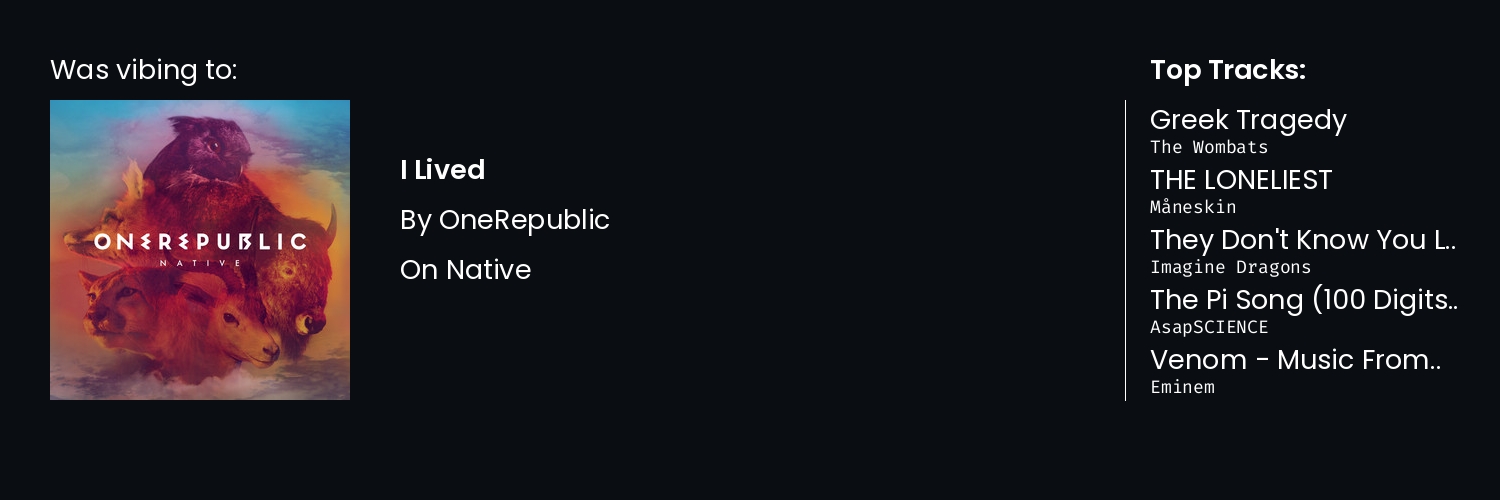 Was vibing to:
ONEREPUBLIC
NATIVE
I Lived
By OneRepublic
On Native
Top Tracks:
Greek Tragedy
The Wombats
THE LONELIEST
Måneskin
They Don't Know You L..
Imagine Dragons
The Pi Song (100 Digits..
AsapSCIENCE
Venom - Music From..
Eminem